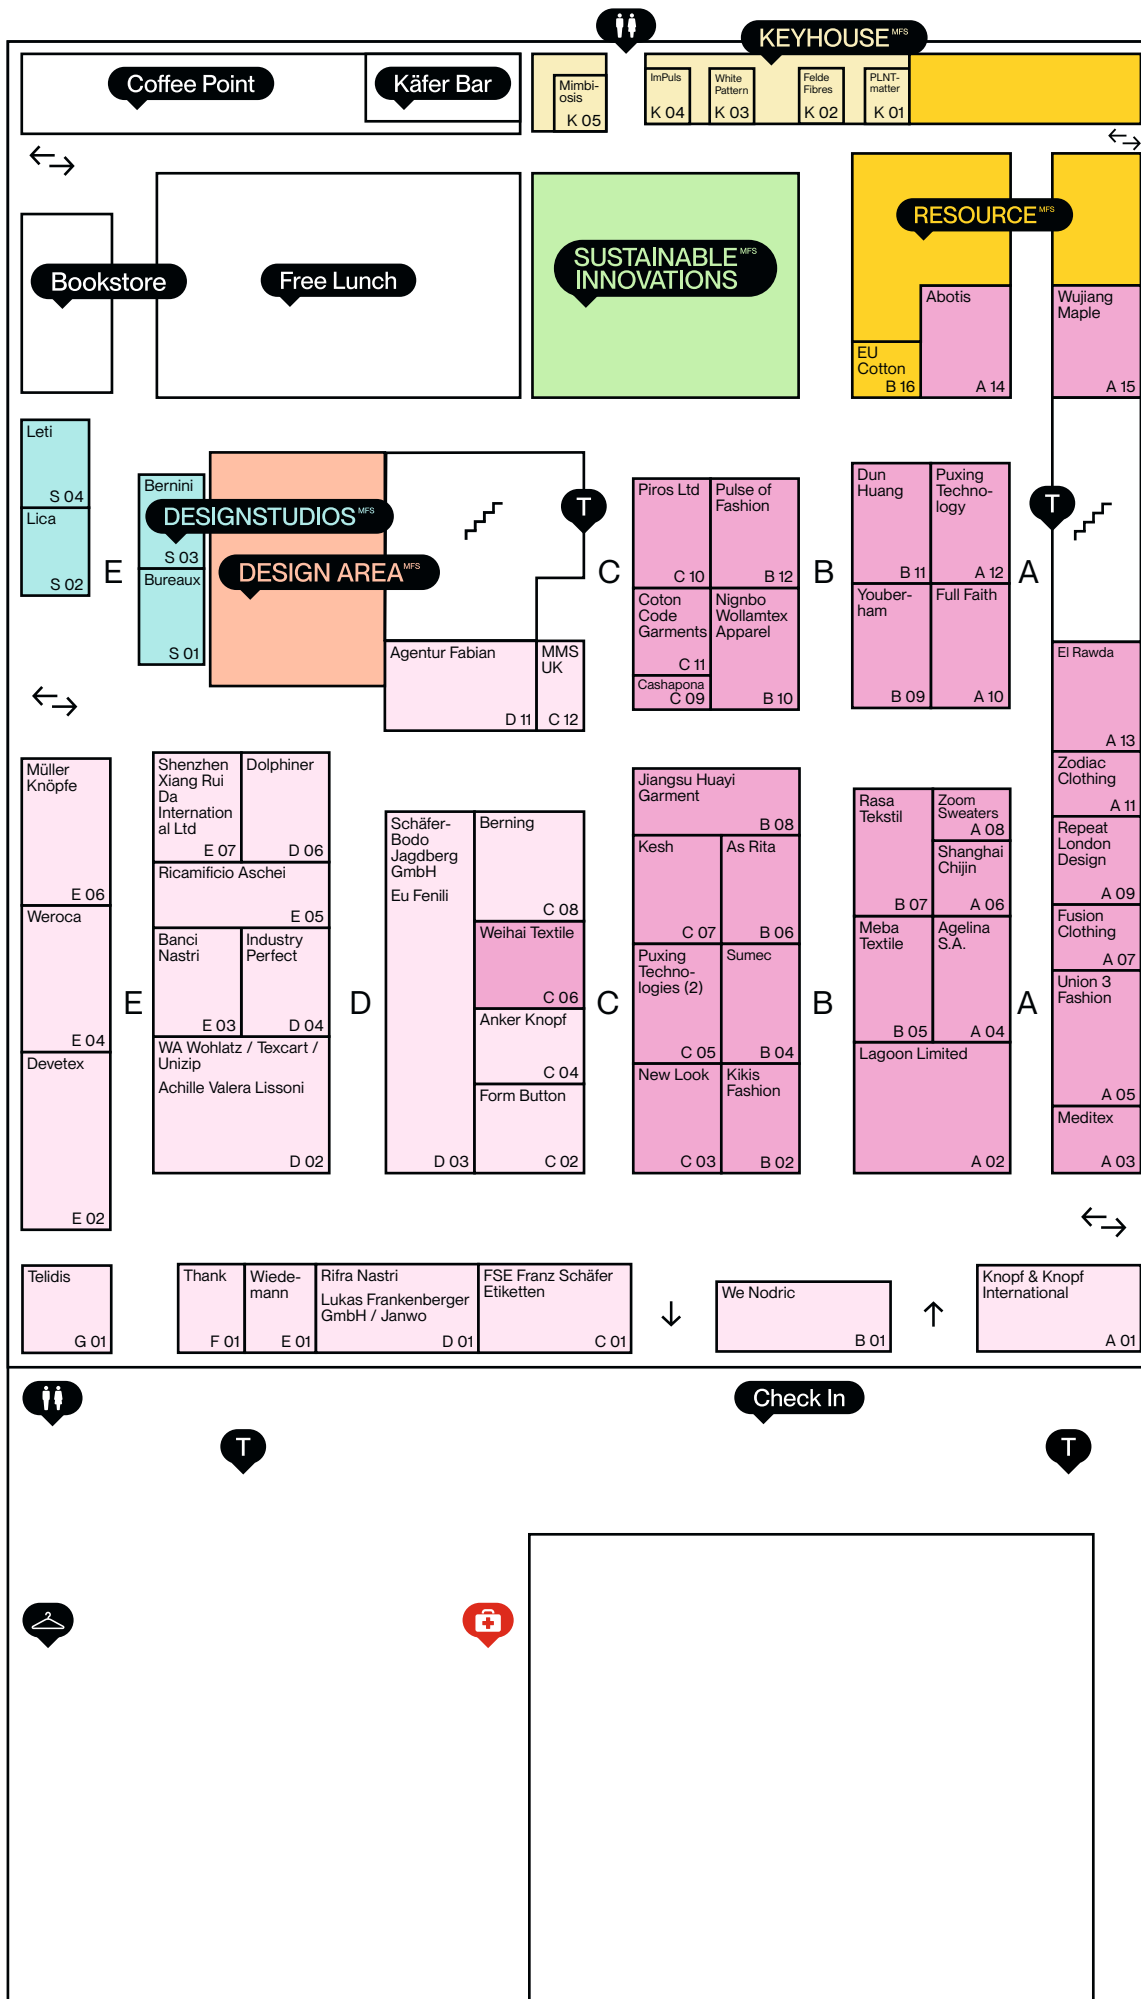 KEYHOUSE MFS
Coffee Point
Käfer Bar
Mimbi-
osis
K 05
ImPuls
K 04
White
Pattern
K 03
Felde
Fibres
K 02
PLNT-
matter
K 01
Bookstore
Free Lunch
SUSTAINABLE MFS
INNOVATIONS
RESOURCE MFS
EU
Cotton
B 16
Abotis
A 14
Wujiang
Maple
A 15
Leti
S 04
Lica
S 02
E
Bernini
S 03
Bureaux
S 01
DESIGNSTUDIOS MFS
DESIGN AREA MFS
T
Agentur Fabian
D 11
MMS
UK
C 12
C
Piros Ltd
C 10
Pulse of
Fashion
B 12
Coton
Code
Garments
C 11
Cashapona
C 09
Nignbo
Wollamtex
Apparel
B 10
B
Dun
Huang
B 11
Puxing
Techno-
logy
A 12
Youber-
ham
B 09
Full Faith
A 10
A
T
El Rawda
A 13
Zodiac
Clothing
A 11
Repeat
London
Design
A 09
Fusion
Clothing
A 07
Union 3
Fashion
A 05
Meditex
A 03
Müller
Knöpfe
E 06
Weroca
E 04
Devetex
E 02
E
Shenzhen
Xiang Rui
Da
Internation
al Ltd
E 07
Dolphiner
D 06
Ricamificio Aschei
E 05
Banci
Nastri
E 03
Industry
Perfect
D 04
WA Wohlatz / Texcart /
Unizip
Achille Valera Lissoni
D 02
D
Schäfer-
Bodo
Jagdberg
GmbH
Eu Fenili
D 03
Berning
C 08
Weihai Textile
C 06
Anker Knopf
C 04
Form Button
C 02
C
Jiangsu Huayi
Garment
B 08
Kesh
C 07
As Rita
B 06
Puxing
Techno-
logies (2)
C 05
Sumec
B 04
New Look
C 03
Kikis
Fashion
B 02
B
Rasa
Tekstil
B 07
Zoom
Sweaters
A 08
Shanghai
Chijin
A 06
Meba
Textile
B 05
Agelina
S.A.
A 04
Lagoon Limited
A 02
A
Telidis
G 01
Thank
F 01
Wiede-
mann
E 01
Rifra Nastri
Lukas Frankenberger
GmbH / Janwo
D 01
FSE Franz Schäfer
Etiketten
C 01
We Nodric
B 01
Knopf & Knopf
International
A 01
Check In
T
T